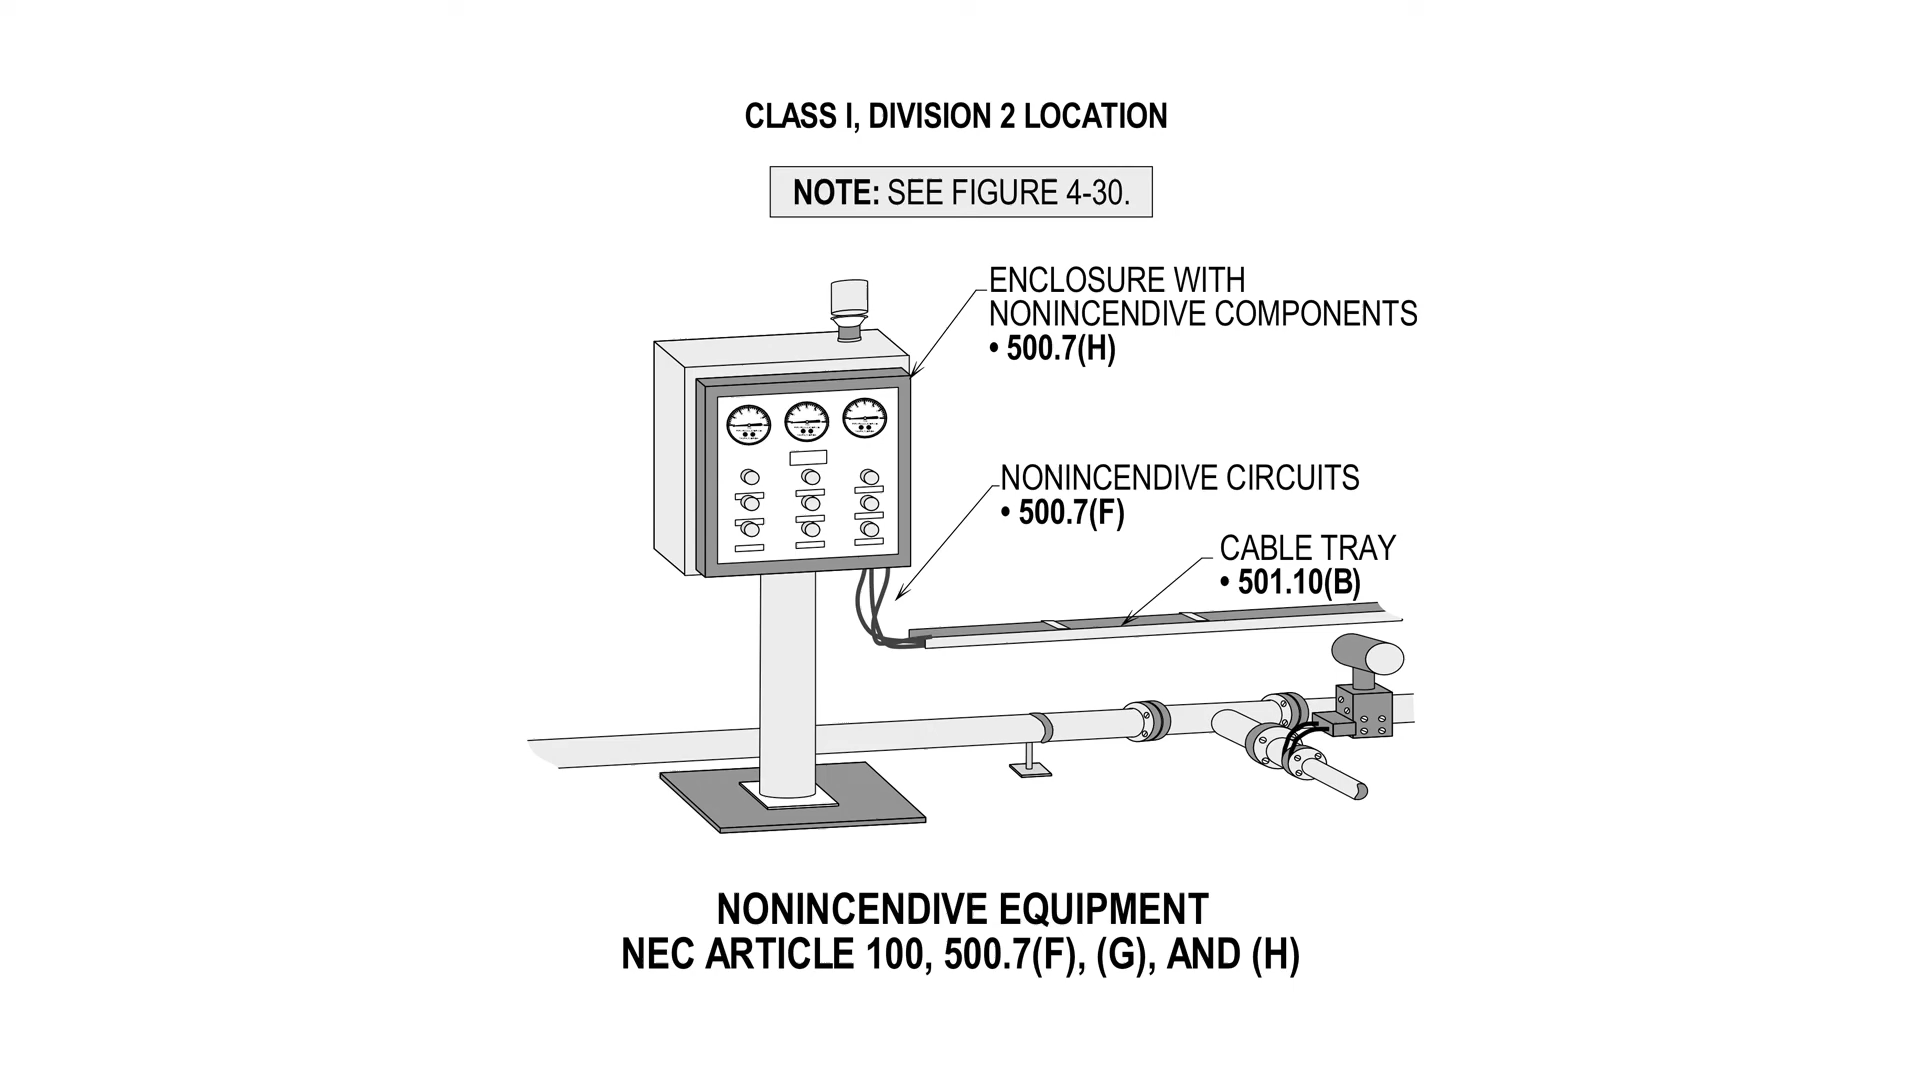 CLASS I, DIVISION 2 LOCATION
NOTE: SEE FIGURE 4-30.
ENCLOSURE WITH
NONINCENDIVE COMPONENTS
• 500.7(H)
NONINCENDIVE CIRCUITS
• 500.7(F)
CABLE TRAY
• 501.10(B)
NONINCENDIVE EQUIPMENT
NEC ARTICLE 100, 500.7(F), (G), AND (H)